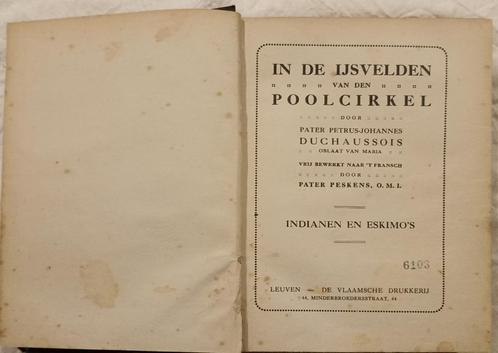 IN DE IJSVELDEN
VAN DEN
POOLCIRKEL
DOOR
PATER PETRUS-JOHANNES
DUCHAUSSOIS
OBLAAT VAN MARIA
VRIJ BEWERKT NAAR 'T FRANSCH
DOOR
PATER PESKENS, O. M. I.
INDIANEN EN ESKIMO'S
6103
LEUVEN — DE VLAAMSCHE DRUKKERIJ
44, MINDERBROEDERSSTRAAT, 44